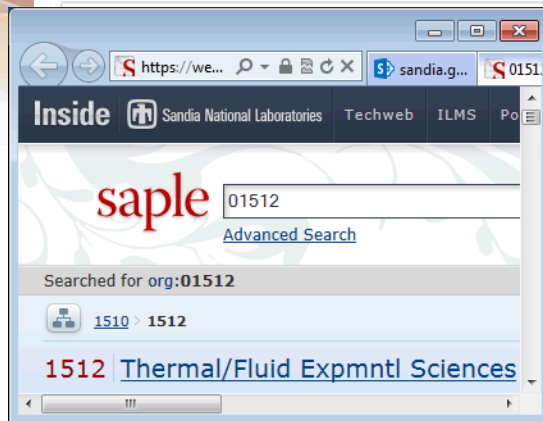 https://we... sandia.g... 0151
Inside Sandia National Laboratories Techweb ILMS Po
saple 01512
Advanced Search
Searched for org:01512
1510 > 1512
1512 Thermal/Fluid Expmntl Sciences